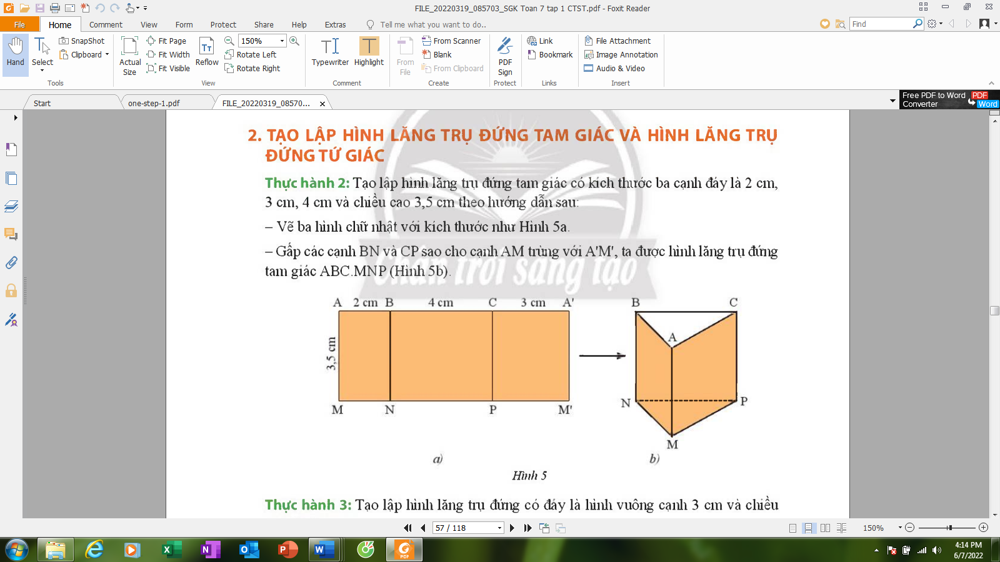 FILE_20220319_085703_SGK Toan 7 tap 1 CTST.pdf - Foxit Reader
File Home Comment View Form Protect Share Help Extras Tell me what you want to do.. Find
Hand
Select
SnapShot
Clipboard
Tools
Actual Size
Fit Page
Fit Width
Fit Visible
Reflow
150%
Rotate Left
Rotate Right
View
Typewriter
Highlight
Comment
From File
From Scanner
Blank
From Clipboard
Create
PDF Sign
Protect
Link
Bookmark
Links
File Attachment
Image Annotation
Audio & Video
Insert
Start one-step-1.pdf FILE_20220319_08570...
Free PDF to Word Converter
PDF
Word
2. TẠO LẬP HÌNH LĂNG TRỤ ĐỨNG TAM GIÁC VÀ HÌNH LĂNG TRỤ
ĐỨNG TỨ GIÁC
Thực hành 2: Tạo lập hình lăng trụ đứng tam giác có kích thước ba cạnh đáy là 2 cm,
3 cm, 4 cm và chiều cao 3,5 cm theo hướng dẫn sau:
– Vẽ ba hình chữ nhật với kích thước như Hình 5a.
– Gấp các cạnh BN và CP sao cho cạnh AM trùng với A'M', ta được hình lăng trụ đứng
tam giác ABC.MNP (Hình 5b).
Chân trời sáng tạo
A 2 cm B 4 cm C 3 cm A' B C
A
3,5 cm
N P
M N P M'
M
a) b)
Hình 5
Thực hành 3: Tạo lập hình lăng trụ đứng có đáy là hình vuông cạnh 3 cm và chiều
57 / 118
150%
4:14 PM
6/7/2022